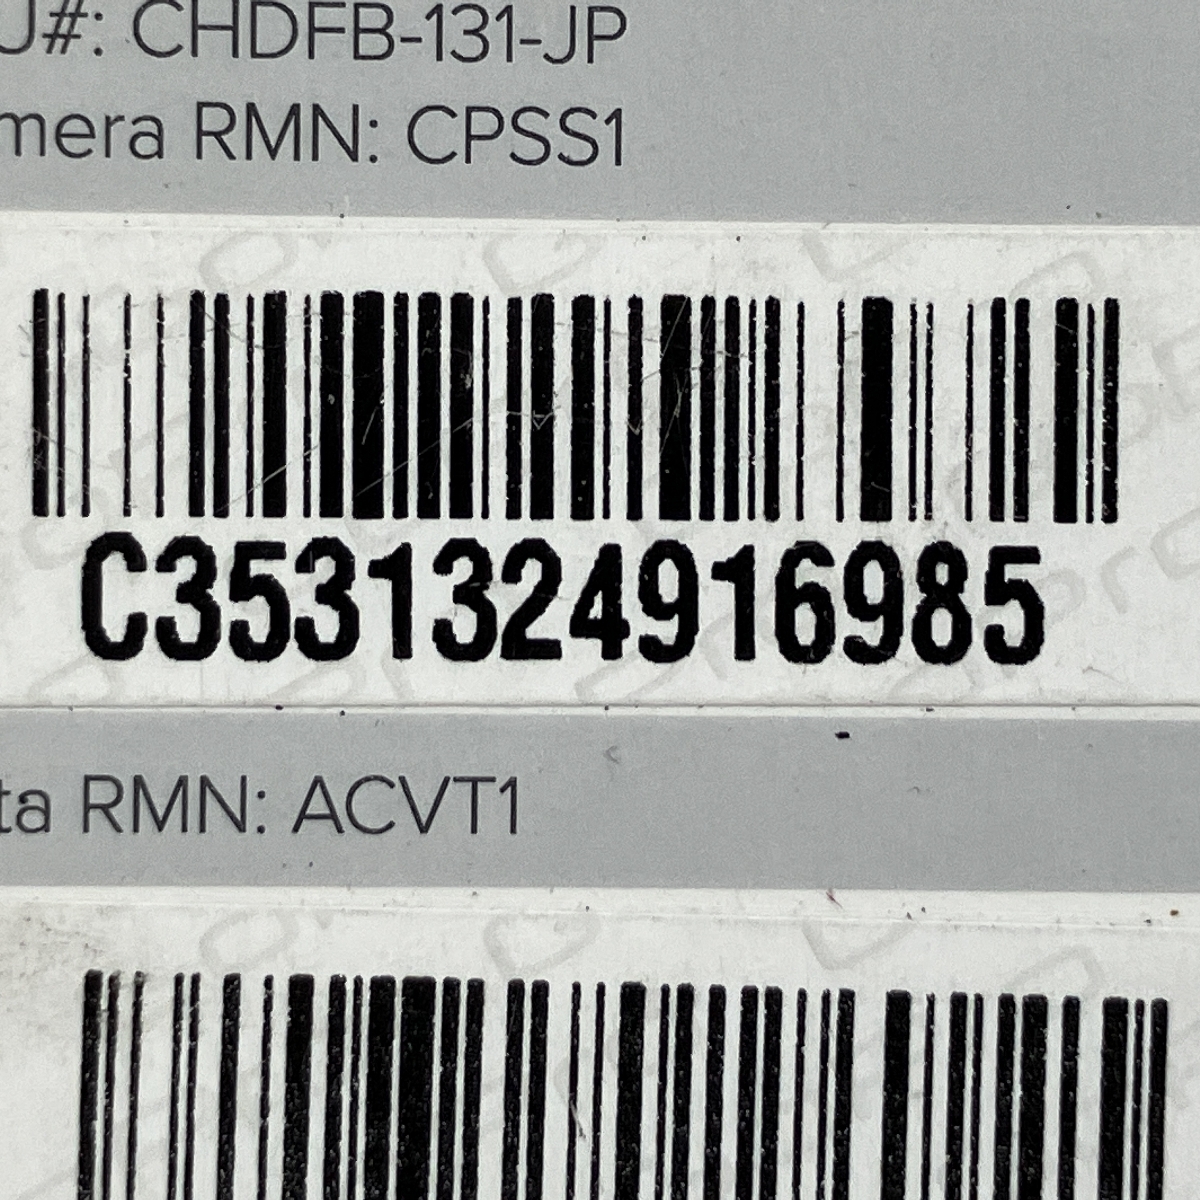 U#: CHDFB-131-JP
mera RMN: CPSS1
C3531324916985
ta RMN: ACVT1